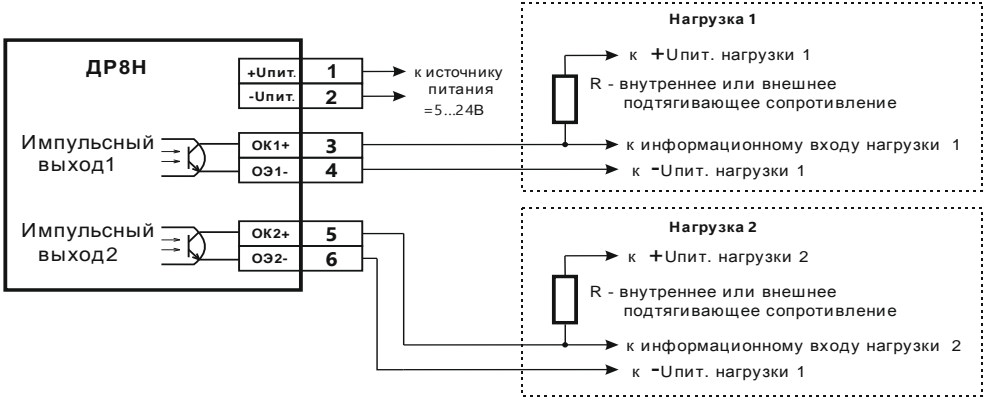 ДР8Н
+Uпит. 1
-Uпит. 2
к источнику
питания
=5...24В
Импульсный
выход1
ОК1+ 3
ОЭ1- 4
Импульсный
выход2
ОК2+ 5
ОЭ2- 6
Нагрузка 1
к +Uпит. нагрузки 1
R - внутреннее или внешнее
подтягивающее сопротивление
к информационному входу нагрузки 1
к -Uпит. нагрузки 1
Нагрузка 2
к +Uпит. нагрузки 2
R - внутреннее или внешнее
подтягивающее сопротивление
к информационному входу нагрузки 2
к -Uпит. нагрузки 1